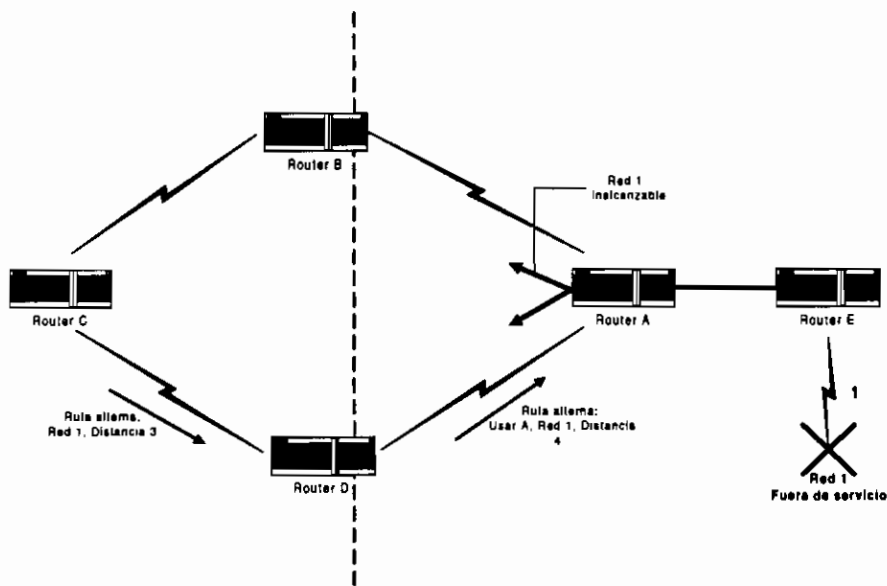 Router B
Red 1
Inalcanzable
Router C
Router A
Router E
Ruta alterna:
Red 1, Distancia 3
Ruta alterna:
Usar A, Red 1, Distancia
4
1
Router D
Red 1
Fuera de servicio